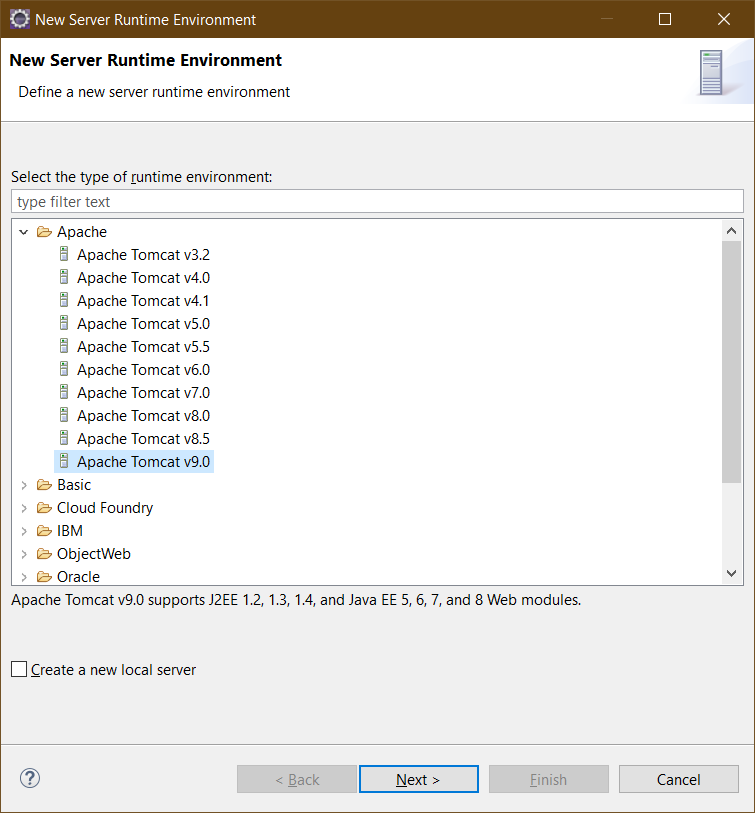 New Server Runtime Environment
New Server Runtime Environment
Define a new server runtime environment
Select the type of runtime environment:
type filter text
Apache
Apache Tomcat v3.2
Apache Tomcat v4.0
Apache Tomcat v4.1
Apache Tomcat v5.0
Apache Tomcat v5.5
Apache Tomcat v6.0
Apache Tomcat v7.0
Apache Tomcat v8.0
Apache Tomcat v8.5
Apache Tomcat v9.0
Basic
Cloud Foundry
IBM
ObjectWeb
Oracle
Apache Tomcat v9.0 supports J2EE 1.2, 1.3, 1.4, and Java EE 5, 6, 7, and 8 Web modules.
Create a new local server
? < Back Next > Finish Cancel